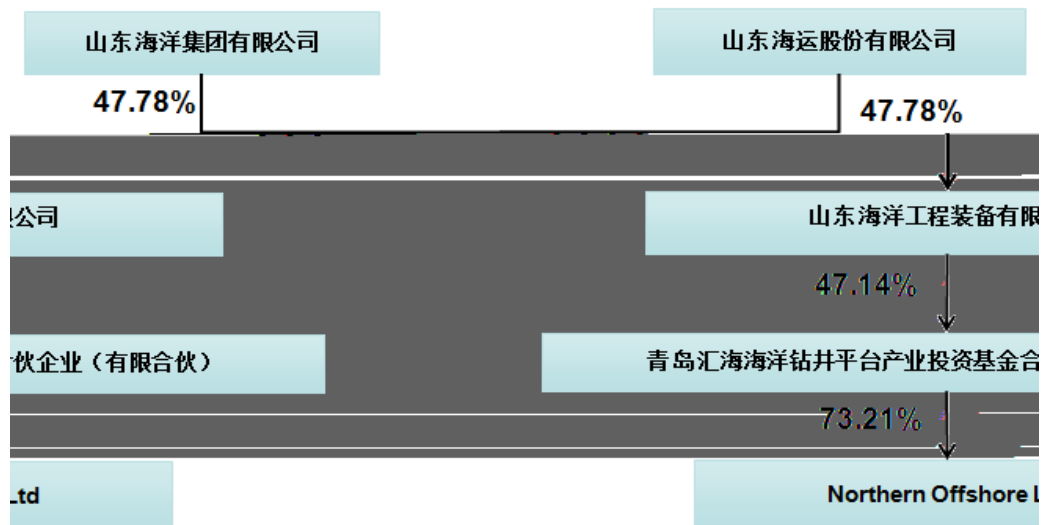 山东海洋集团有限公司
山东海运股份有限公司
47.78%
47.78%
公司
山东海洋工程装备有限
47.14%
伙企业（有限合伙）
青岛汇海海洋钻井平台产业投资基金合
73.21%
Ltd
Northern Offshore L